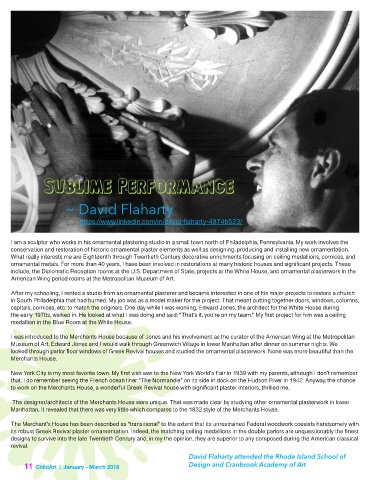 SUBLIME PERFORMANCE
~ David Flaharty
https://www.linkedin.com/in/david-flaharty-4974b523/
I am a sculptor who works in his ornamental plastering studio in a small town north of Philadelphia, Pennsylvania. My work involves the
conservation and restoration of historic ornamental plaster elements as well as designing, producing and installing new ornamentation.
What really interests me are Eighteenth through Twentieth Century decorative enrichments focusing on ceiling medallions, cornices, and
ornamental metals. For more than 40 years, I have been involved in restorations at many historic houses and significant projects. These
include, the Diplomatic Reception rooms at the U.S. Department of State, projects at the White House, and ornamental plasterwork in the
American Wing period rooms at the Metropolitan Museum of Art.
After my schooling, I rented a studio from an ornamental plasterer and became interested in one of his major projects to restore a church
in South Philadelphia that had burned. My job was as a model maker for the project. That meant putting together doors, windows, columns,
capitals, cornices, etc. to match the originals. One day while I was working, Edward Jones, the architect for the White House during
the early 1970s, walked in. He looked at what I was doing and said: "That's it, you're on my team." My first project for him was a ceiling
medallion in the Blue Room at the White House.
I was introduced to the Merchants House because of Jones and his involvement as the curator of the American Wing at the Metropolitan
Museum of Art. Edward Jones and I would walk through Greenwich Village in lower Manhattan after dinner on summer nights. We
looked through parlor floor windows of Greek Revival houses and studied the ornamental plasterwork. None was more beautiful than the
Merchants House.
New York City is my most favorite town. My first visit was to the New York World's Fair in 1939 with my parents, although I don't remember
that. I do remember seeing the French ocean liner "The Normandie" on its side in dock on the Hudson River in 1942. Anyway, the chance
to work on the Merchants House, a wonderful Greek Revival house with significant plaster interiors, thrilled me.
The designer/architects of the Merchants House were unique. That was made clear by studying other ornamental plasterwork in lower
Manhattan. It revealed that there was very little which compares to the 1832 style of the Merchants House.
The Merchant's House has been described as "transitional" to the extent that its unrestrained Federal woodwork coexists handsomely with
its robust Greek Revival plaster ornamentation. Indeed, the matching ceiling medallions in the double parlors are unquestionably the finest
designs to survive into the late Twentieth Century and, in my opinion, they are superior to any composed during the American classical
revival.
David Flaharty attended the Rhode Island School of
Design and Cranbrook Academy of Art
11 ChildArt | January - March 2018